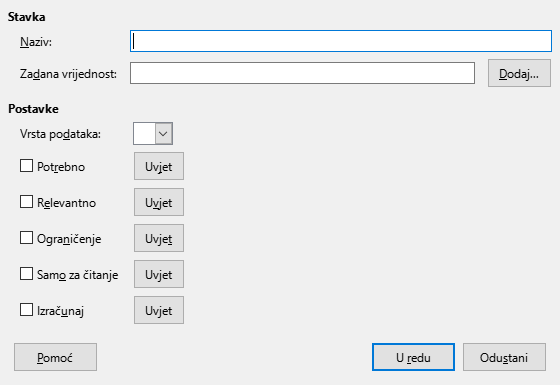 Stavka
Naziv:
Zadana vrijednost:
Dodaj...
Postavke
Vrsta podataka:
Potrebno
Uvjet
Relevantno
Uvjet
Ograničenje
Uvjet
Samo za čitanje
Uvjet
Izračunaj
Uvjet
Pomoć
U redu
Odustani